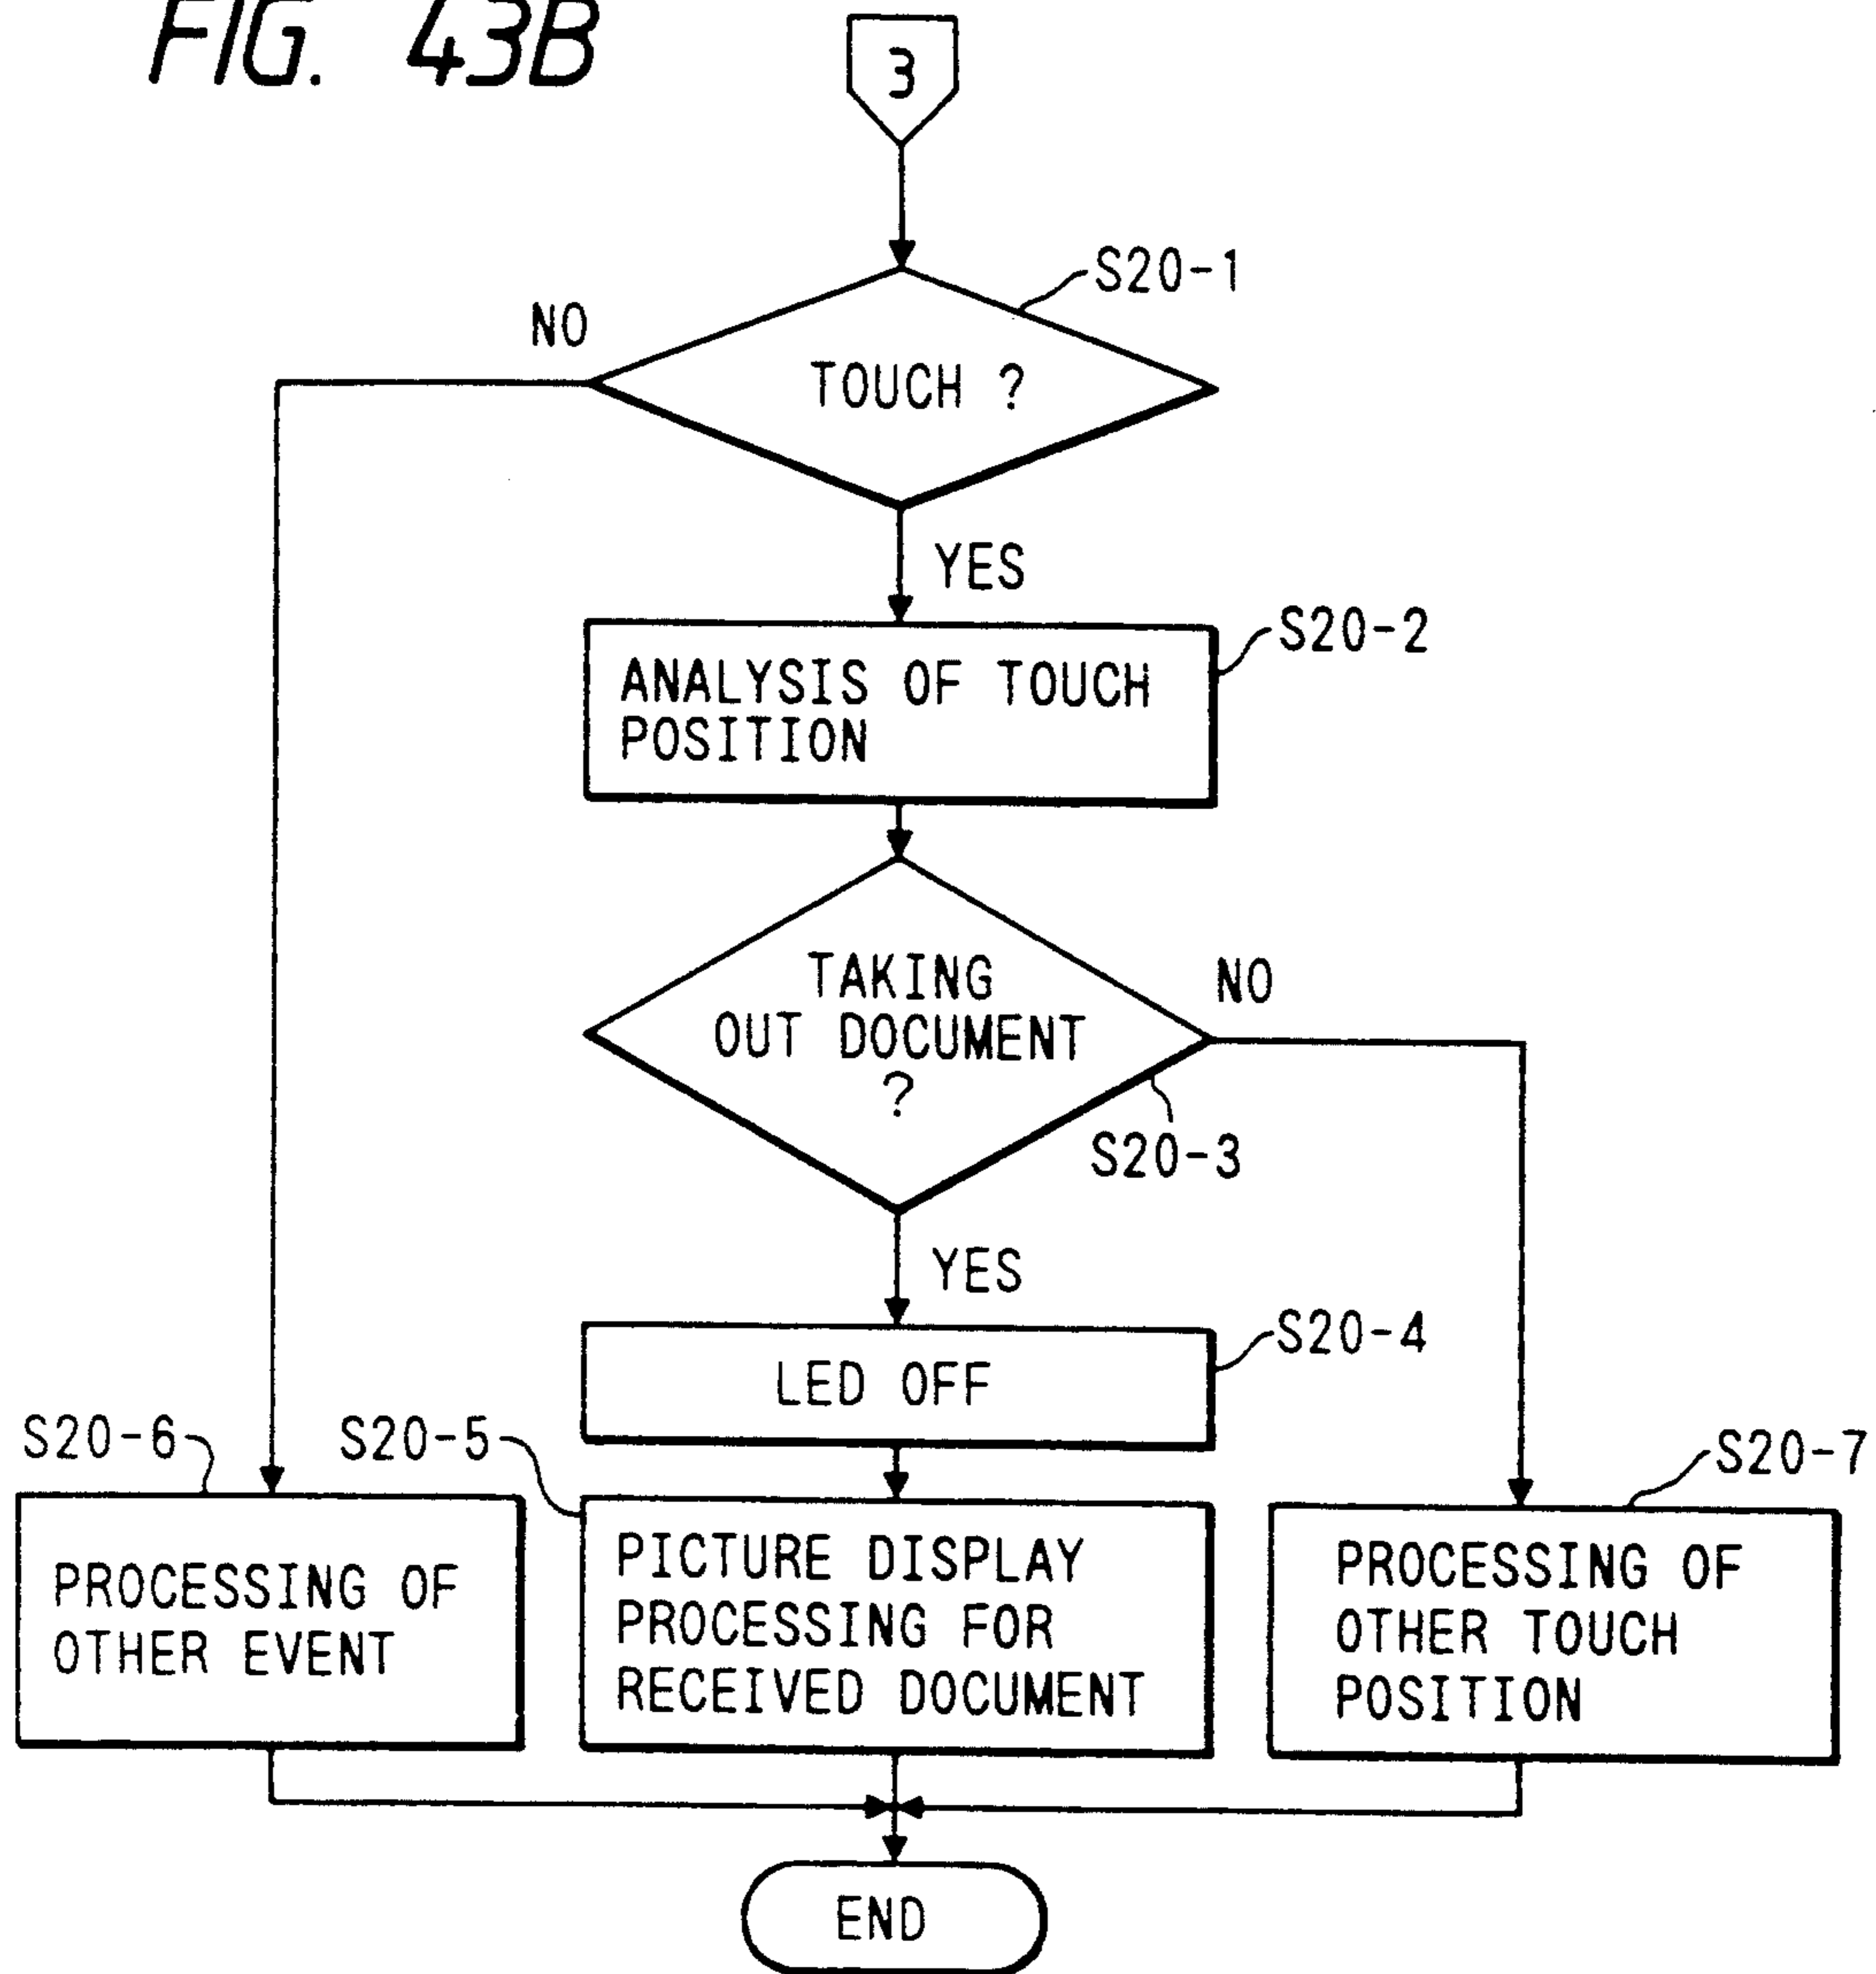 FIG. 43B
3
S20-1
NO
TOUCH ?
YES
S20-2
ANALYSIS OF TOUCH
POSITION
TAKING
OUT DOCUMENT
?
NO
S20-3
YES
S20-4
LED OFF
S20-6
S20-5
S20-7
PROCESSING OF
OTHER EVENT
PICTURE DISPLAY
PROCESSING FOR
RECEIVED DOCUMENT
PROCESSING OF
OTHER TOUCH
POSITION
END